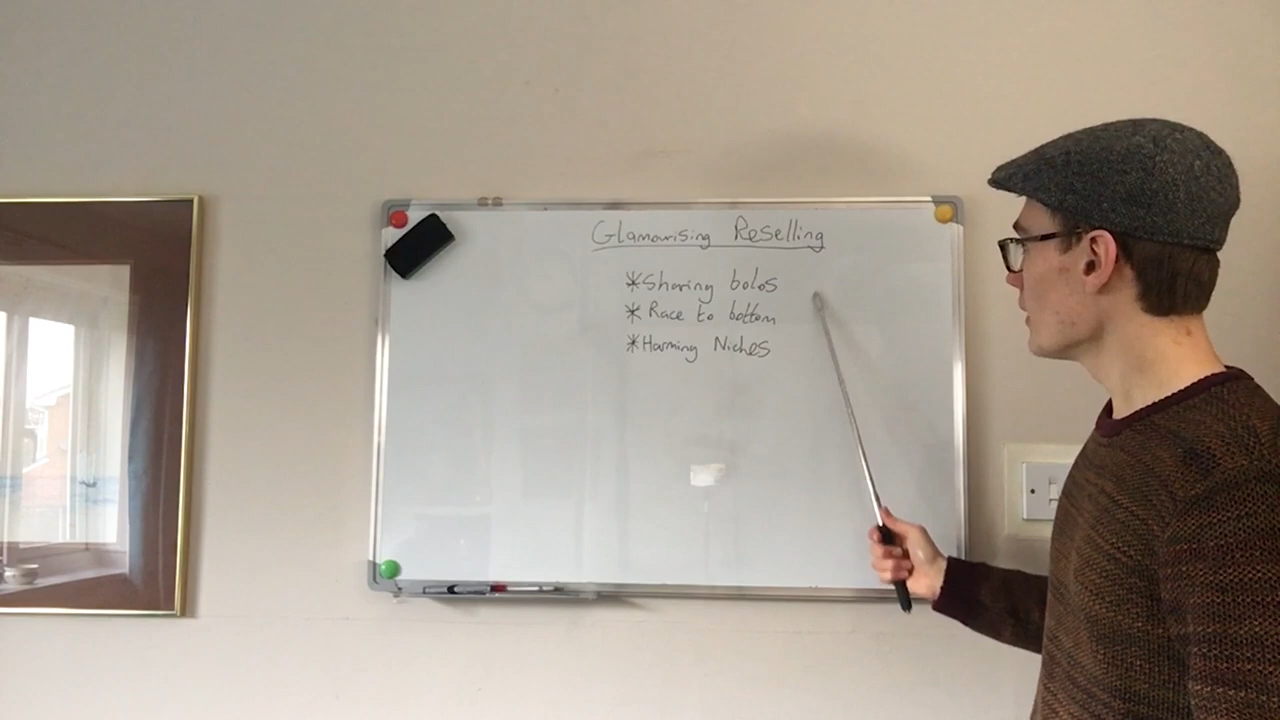 Glamourising Reselling
* Sharing bolos
* Race to bottom
* Harming Niches